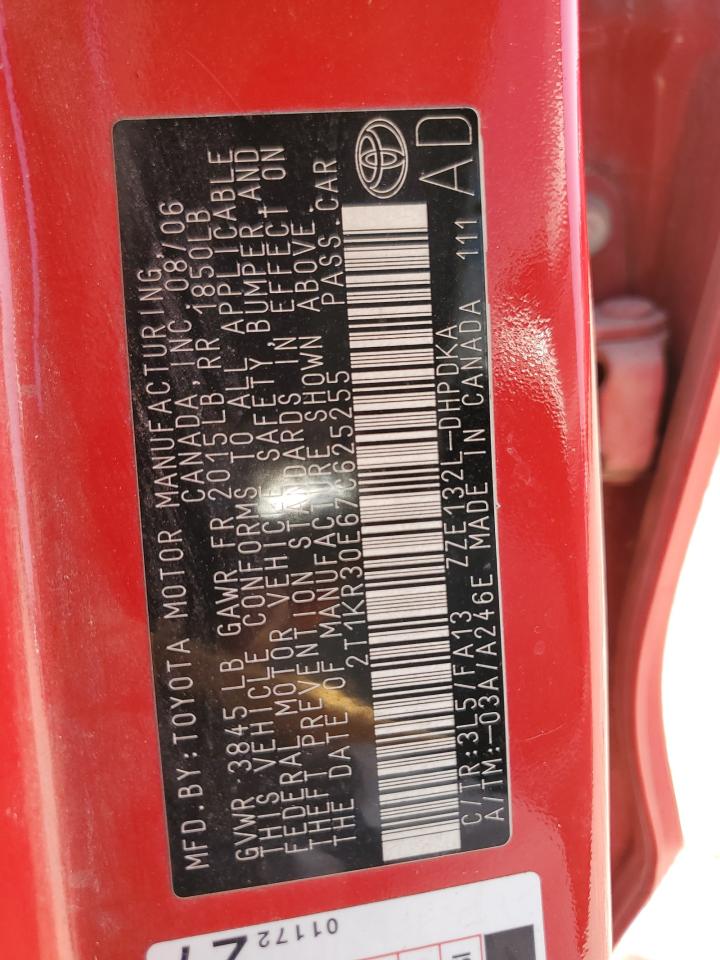 MFD.BY:TOYOTA MOTOR MANUFACTURING,
CANADA, INC.08/06
GVWR 3845 LB GAWR FR 2015LB, RR 1850LB
THIS VEHICLE CONFORMS TO ALL APPLICABLE
FEDERAL MOTOR VEHICLE SAFETY, BUMPER,AND
THEFT PREVENTION STANDARDS IN EFFECT ON
THE DATE OF MANUFACTURE SHOWN ABOVE.
2T1KR30E67C625255 PASS.CAR
C/TR:3L5/FA13 ZZE132L-DHPDKA
A/TM:-03A/A246E MADE IN CANADA 111 AD
01172